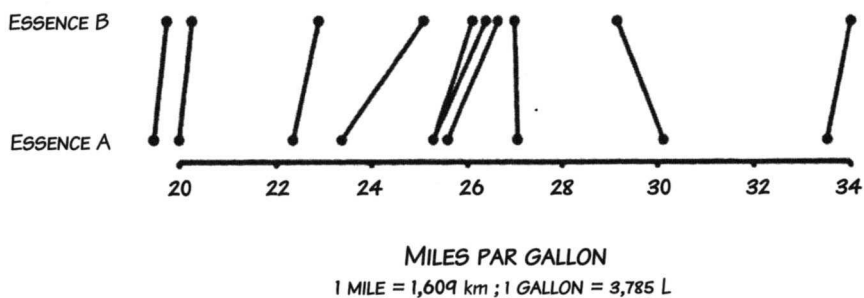 ESSENCE B
ESSENCE A
20 22 24 26 28 30 32 34
MILES PAR GALLON
1 MILE = 1,609 km ; 1 GALLON = 3,785 L